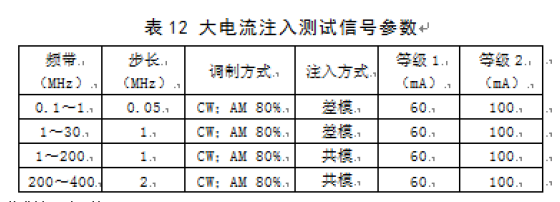 表 12 大电流注入测试信号参数
频带 步长 调制方式 注入方式 等级 1 等级 2
（MHz） （MHz） （mA） （mA）
0.1～1 0.05 CW；AM 80% 差模 60 100
1～30 1 CW；AM 80% 差模 60 100
1～200 1 CW；AM 80% 共模 60 100
200～400 2 CW；AM 80% 共模 60 100